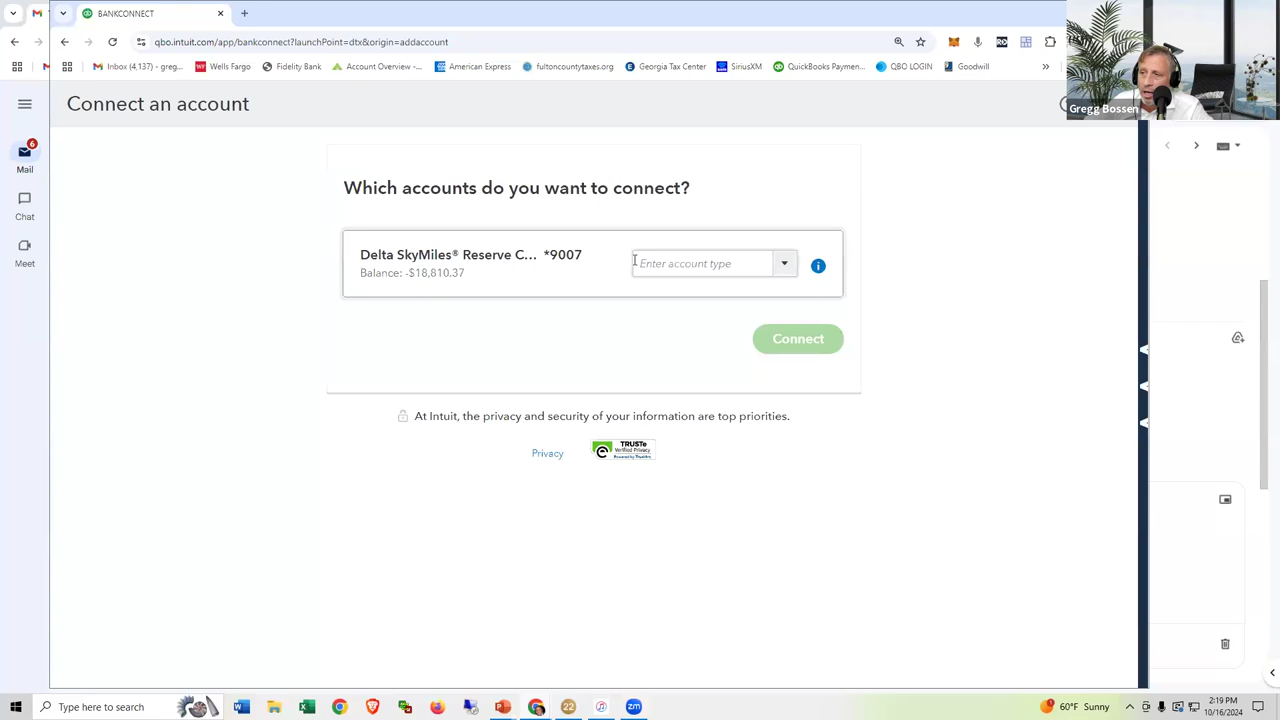 BANKCONNECT
qbo.intuit.com/app/bankconnect?launchPoint=dtx&origin=addaccount
Inbox (4,137) - greg...
Wells Fargo
Fidelity Bank
Account Overview -...
American Express
fultoncountytaxes.org
Georgia Tax Center
SiriusXM
QuickBooks Paymen...
QBO LOGIN
Goodwill
Gregg Bossen
Connect an account
6
Mail
Chat
Meet
Which accounts do you want to connect?
Delta SkyMiles® Reserve C... *9007
Balance: -$18,810.37
Enter account type
Connect
At Intuit, the privacy and security of your information are top priorities.
Privacy
TRUSTe
Verified Privacy
Type here to search
60°F Sunny
2:19 PM
10/16/2024